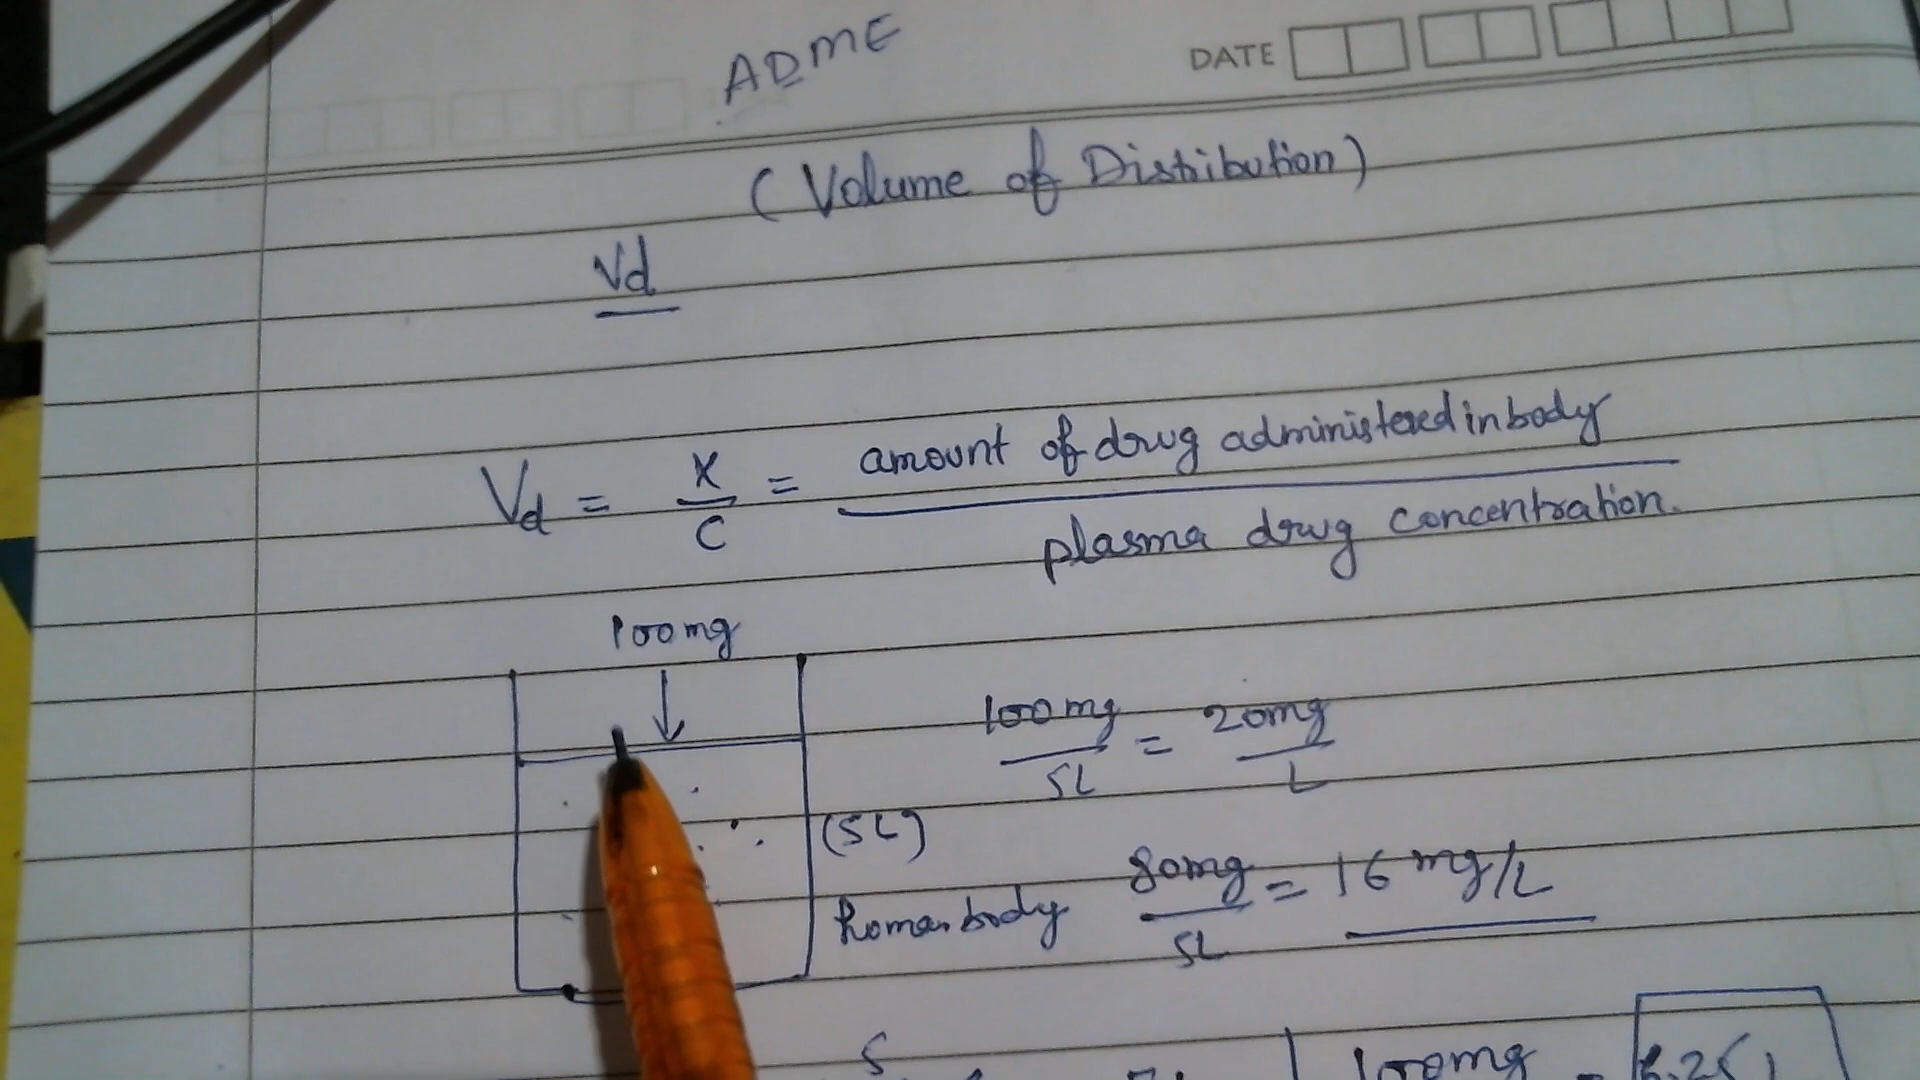 ADME
DATE
(Volume of Distribution)
Vd
Vd = X/C = amount of drug administered in body / plasma drug concentration.
100mg
100mg/5L = 20mg/L
(5L)
Human body 80mg/5L = 16 mg/L
5
100mg =